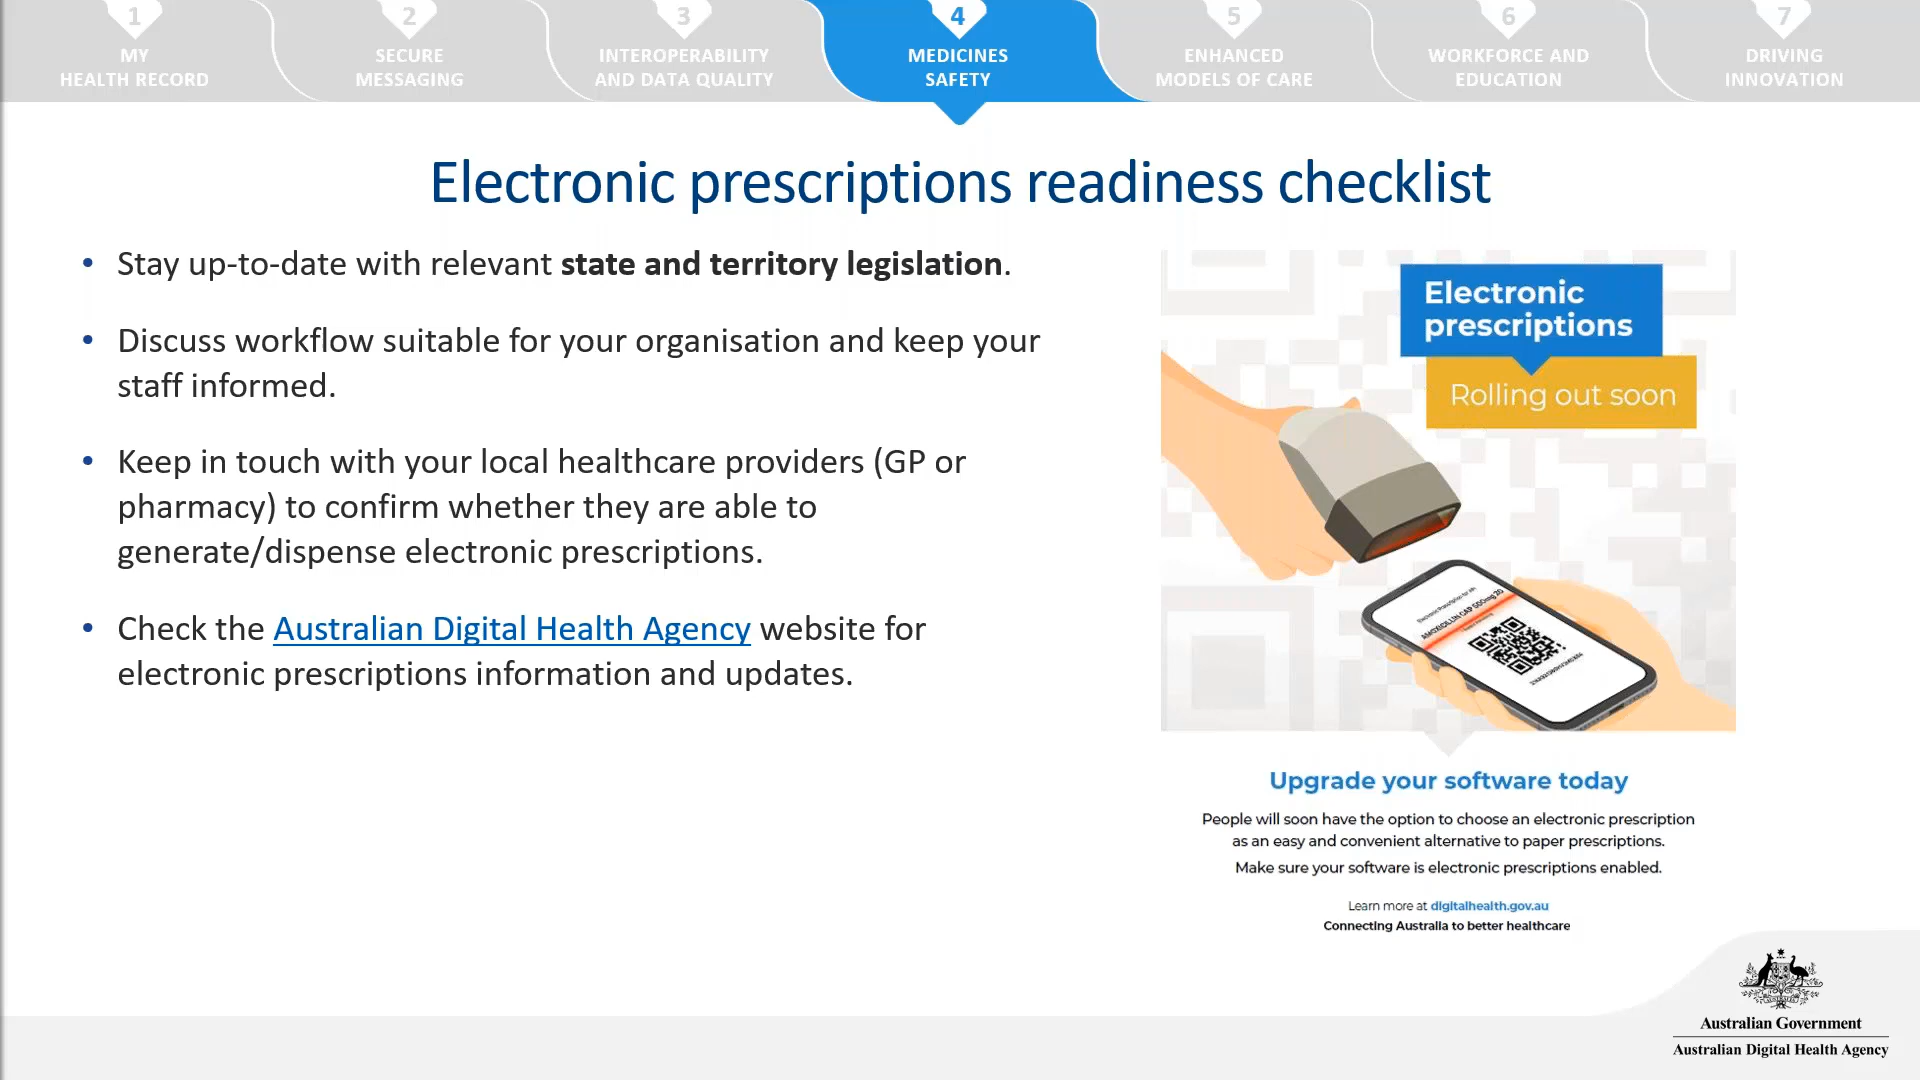 1
MY
HEALTH RECORD
2
SECURE
MESSAGING
3
INTEROPERABILITY
AND DATA QUALITY
4
MEDICINES
SAFETY
5
ENHANCED
MODELS OF CARE
6
WORKFORCE AND
EDUCATION
7
DRIVING
INNOVATION
Electronic prescriptions readiness checklist
• Stay up-to-date with relevant state and territory legislation.
• Discuss workflow suitable for your organisation and keep your
staff informed.
• Keep in touch with your local healthcare providers (GP or
pharmacy) to confirm whether they are able to
generate/dispense electronic prescriptions.
• Check the Australian Digital Health Agency website for
electronic prescriptions information and updates.
Electronic
prescriptions
Rolling out soon
AMOXICILLIN CAP 500mg 20
Upgrade your software today
People will soon have the option to choose an electronic prescription
as an easy and convenient alternative to paper prescriptions.
Make sure your software is electronic prescriptions enabled.
Learn more at digitalhealth.gov.au
Connecting Australia to better healthcare
Australian Government
Australian Digital Health Agency